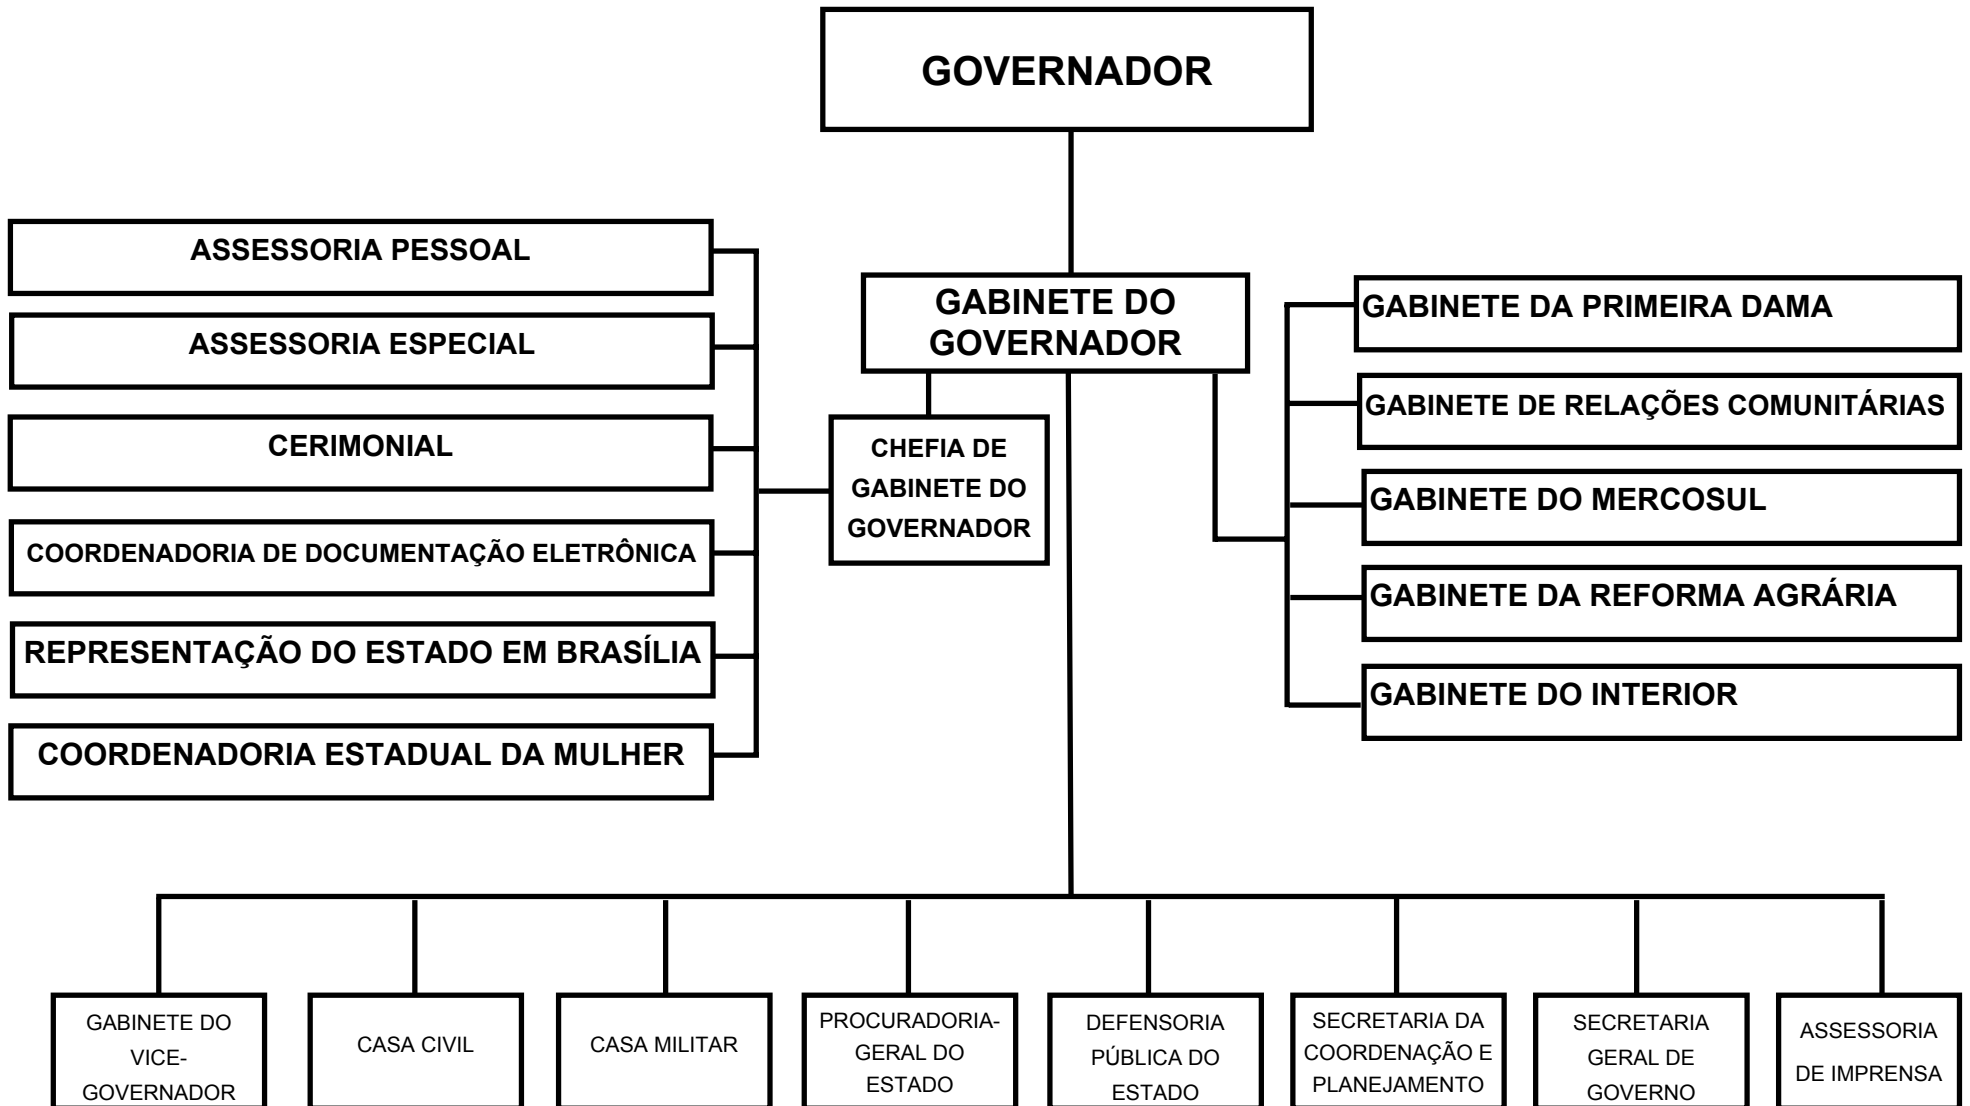 GOVERNADOR
ASSESSORIA PESSOAL
ASSESSORIA ESPECIAL
CERIMONIAL
COORDENADORIA DE DOCUMENTAÇÃO ELETRÔNICA
REPRESENTAÇÃO DO ESTADO EM BRASÍLIA
COORDENADORIA ESTADUAL DA MULHER
GABINETE DO
GOVERNADOR
CHEFIA DE
GABINETE DO
GOVERNADOR
GABINETE DA PRIMEIRA DAMA
GABINETE DE RELAÇÕES COMUNITÁRIAS
GABINETE DO MERCOSUL
GABINETE DA REFORMA AGRÁRIA
GABINETE DO INTERIOR
GABINETE DO
VICE-
GOVERNADOR
CASA CIVIL
CASA MILITAR
PROCURADORIA-
GERAL DO
ESTADO
DEFENSORIA
PÚBLICA DO
ESTADO
SECRETARIA DA
COORDENAÇÃO E
PLANEJAMENTO
SECRETARIA
GERAL DE
GOVERNO
ASSESSORIA
DE IMPRENSA